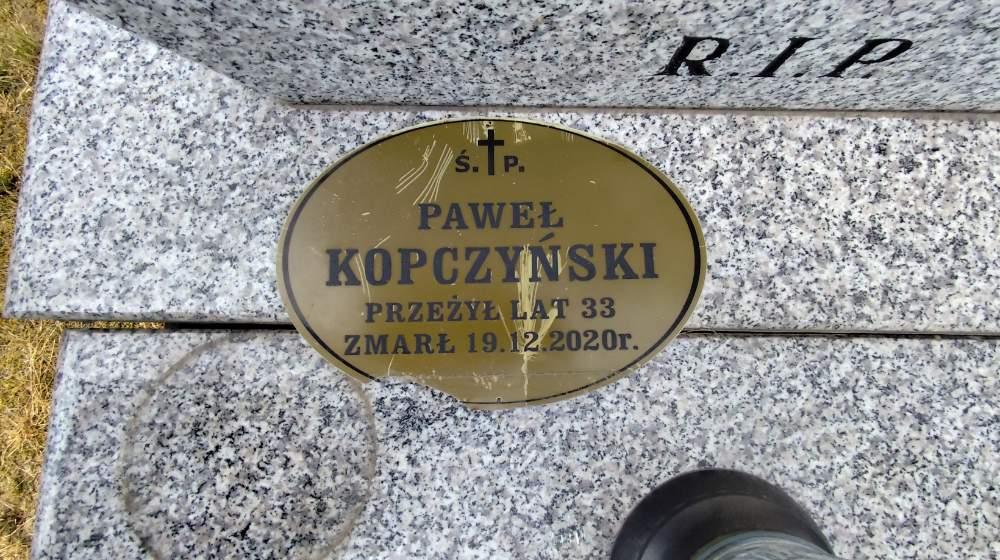 R.I.P.
Ś. P.
PAWEŁ
KOPCZYŃSKI
PRZEŻYŁ LAT 33
ZMARŁ 19.12.2020r.